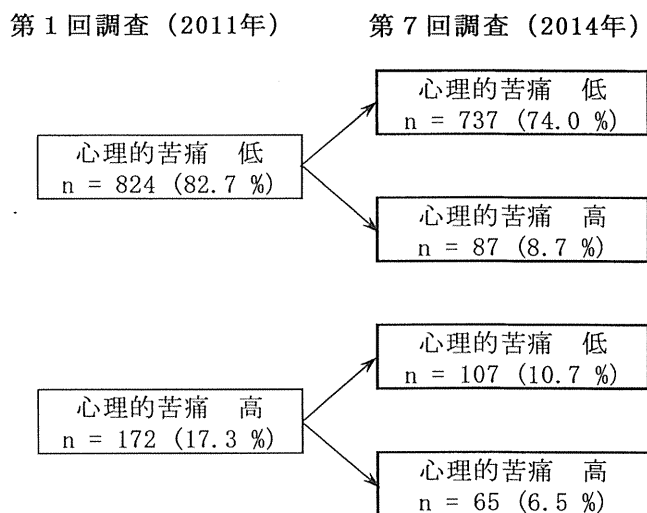 第１回調査 (2011年)
第７回調査 (2014年)
心理的苦痛　低
n = 824 (82.7 %)
心理的苦痛　低
n = 737 (74.0 %)
心理的苦痛　高
n = 87 (8.7 %)
心理的苦痛　高
n = 172 (17.3 %)
心理的苦痛　低
n = 107 (10.7 %)
心理的苦痛　高
n = 65 (6.5 %)